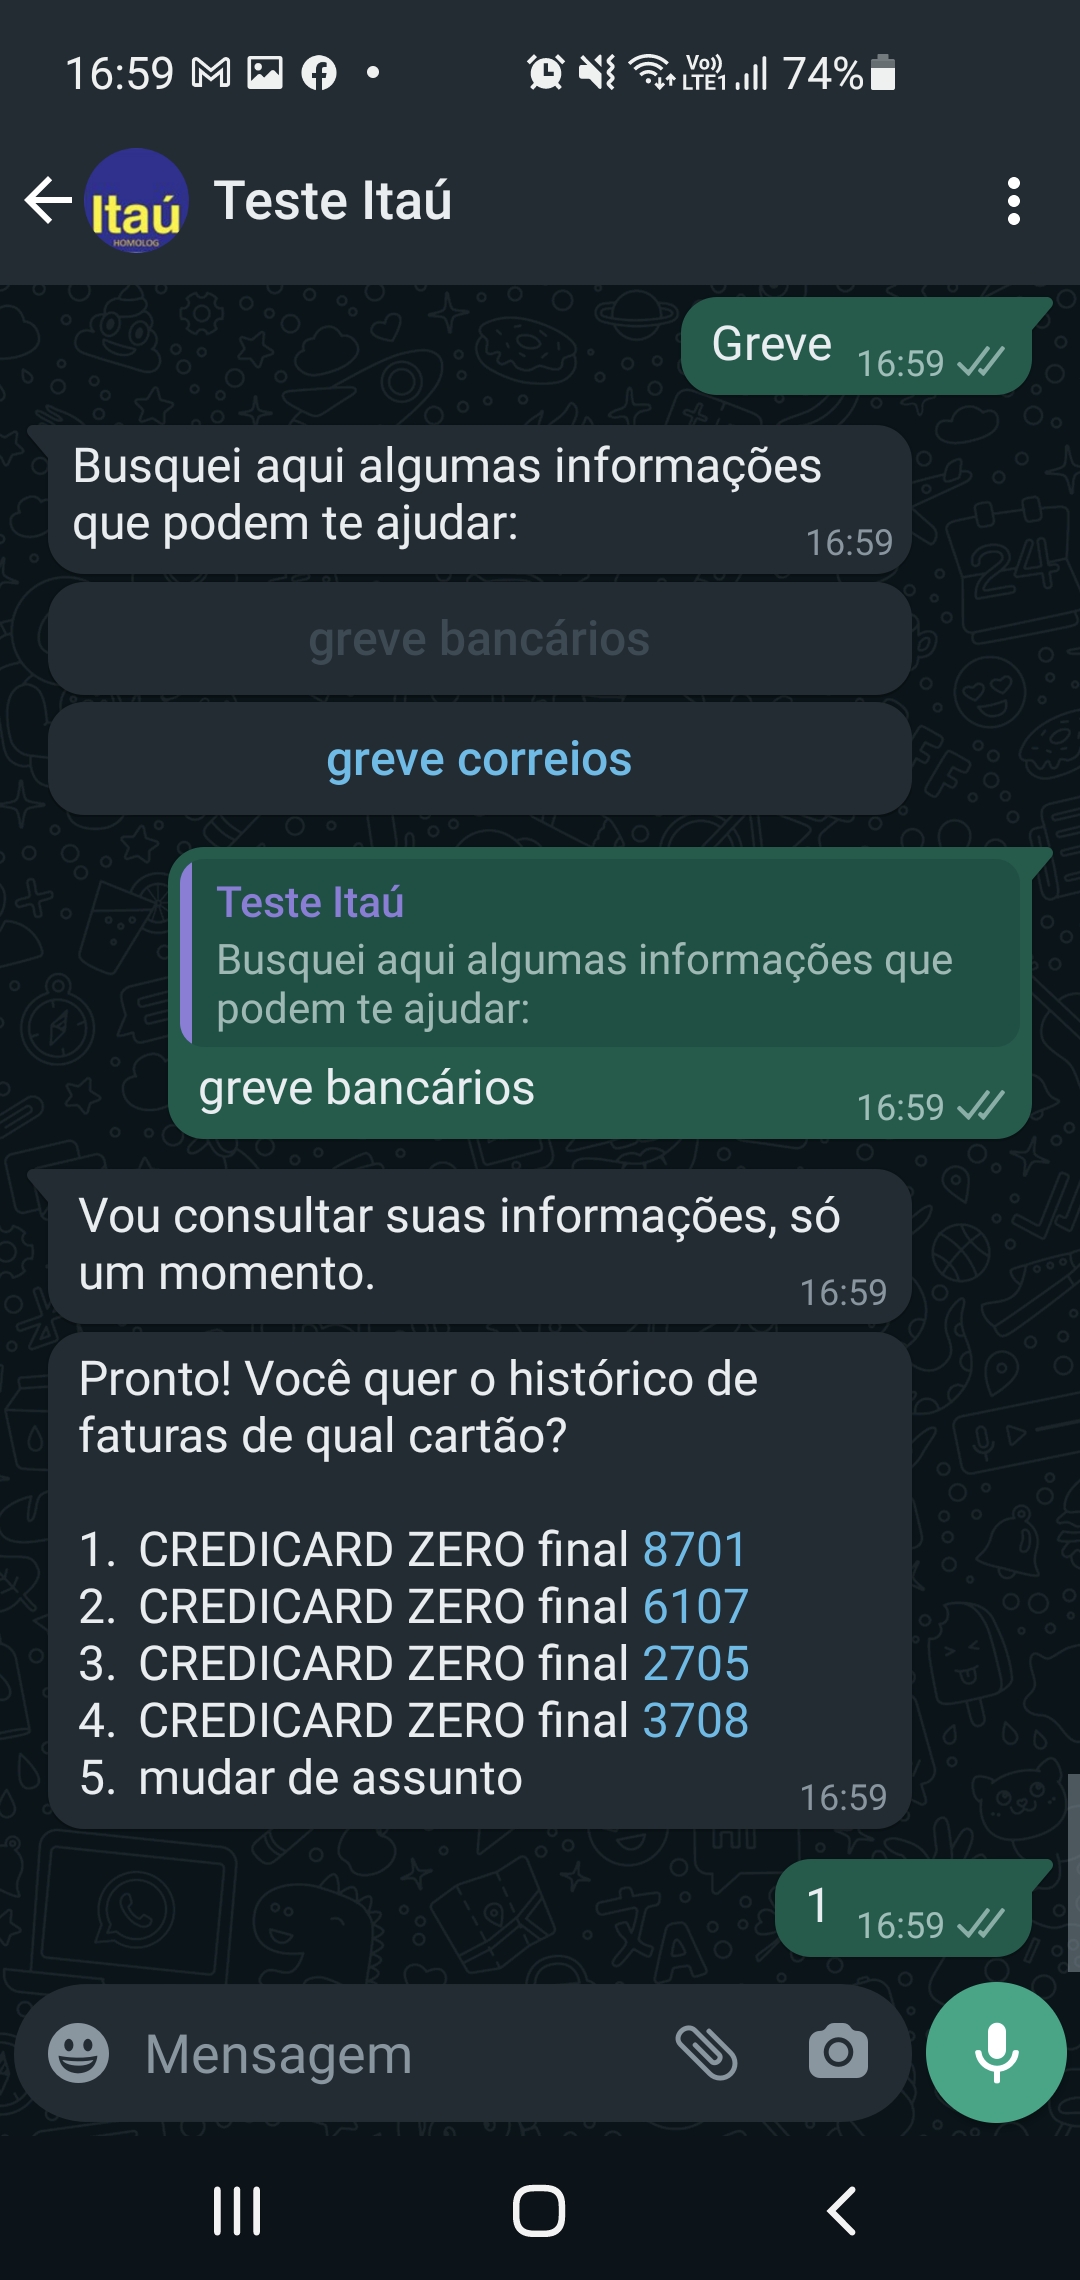 16:59
Vo))
LTE1
74%
Itaú
HOMOLOG
Teste Itaú
Greve
16:59
Busquei aqui algumas informações
que podem te ajudar:
16:59
greve bancários
greve correios
Teste Itaú
Busquei aqui algumas informações que
podem te ajudar:
greve bancários
16:59
Vou consultar suas informações, só
um momento.
16:59
Pronto! Você quer o histórico de
faturas de qual cartão?
1. CREDICARD ZERO final 8701
2. CREDICARD ZERO final 6107
3. CREDICARD ZERO final 2705
4. CREDICARD ZERO final 3708
5. mudar de assunto
16:59
1
16:59
Mensagem